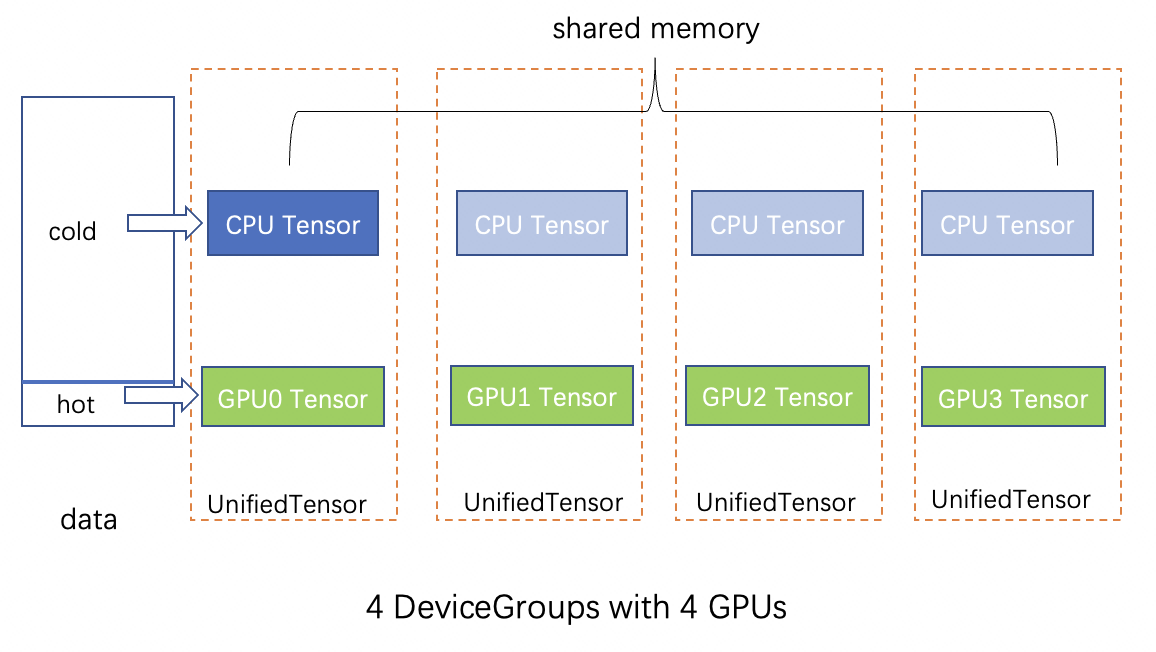 shared memory
cold
CPU Tensor
CPU Tensor
CPU Tensor
CPU Tensor
hot
GPU0 Tensor
GPU1 Tensor
GPU2 Tensor
GPU3 Tensor
data
UnifiedTensor
UnifiedTensor
UnifiedTensor
UnifiedTensor
4 DeviceGroups with 4 GPUs